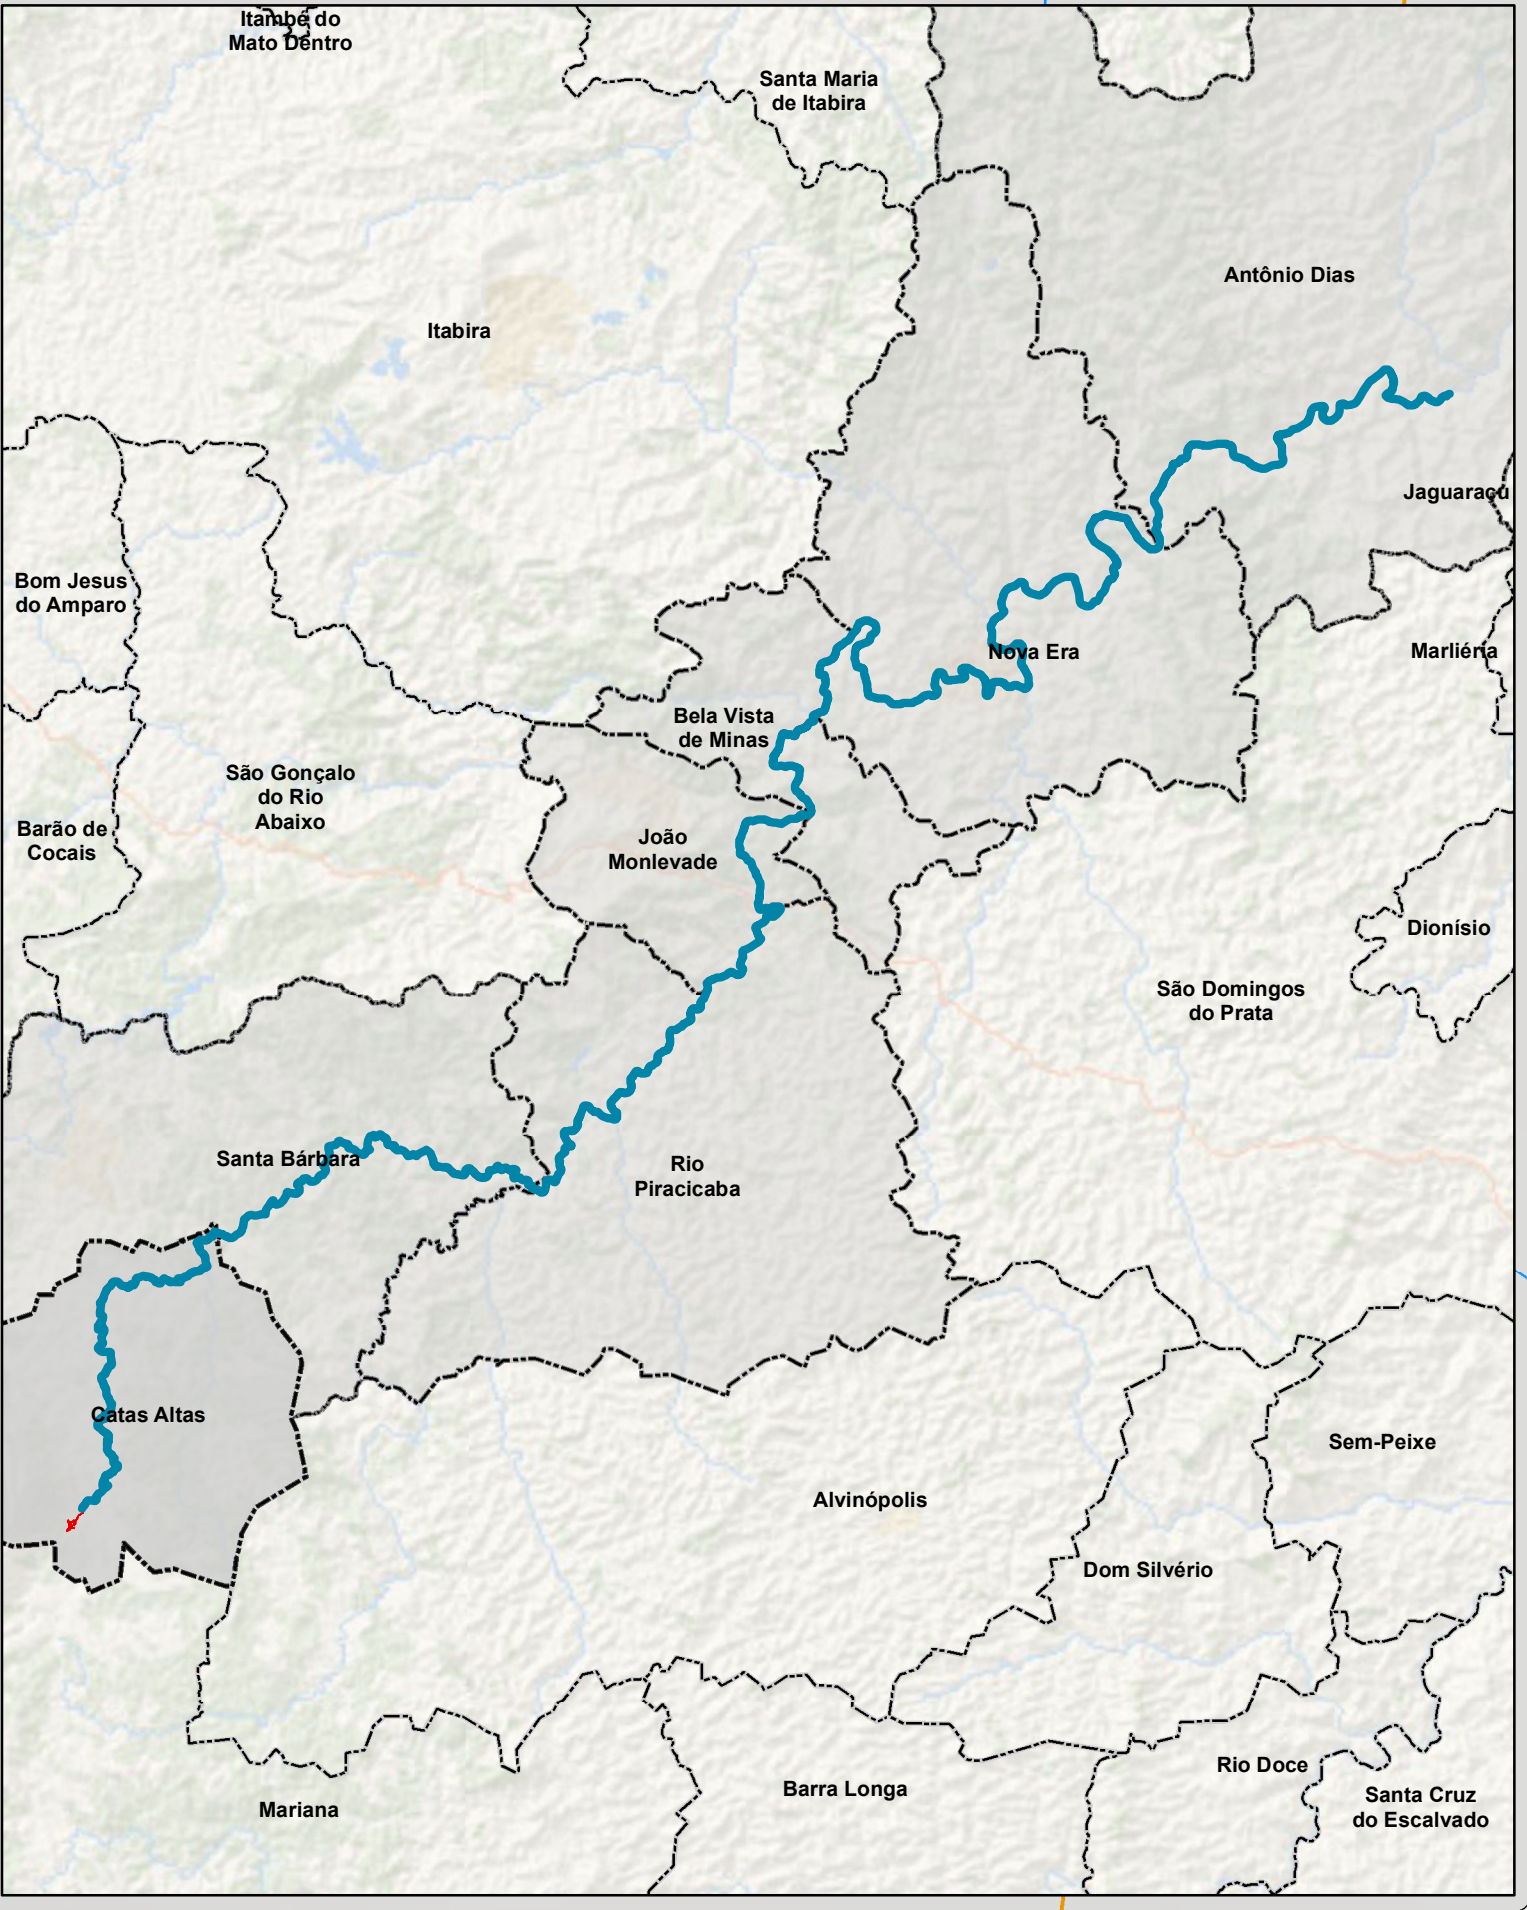 Itambé do
Mato Dentro
Santa Maria
de Itabira
Antônio Dias
Itabira
Jaguaraçu
Bom Jesus
do Amparo
Nova Era
Marliéria
Bela Vista
de Minas
São Gonçalo
do Rio
Abaixo
Barão de
Cocais
João
Monlevade
Dionísio
São Domingos
do Prata
Santa Bárbara
Rio
Piracicaba
Catas Altas
Sem-Peixe
Alvinópolis
Dom Silvério
Rio Doce
Barra Longa
Santa Cruz
do Escalvado
Mariana